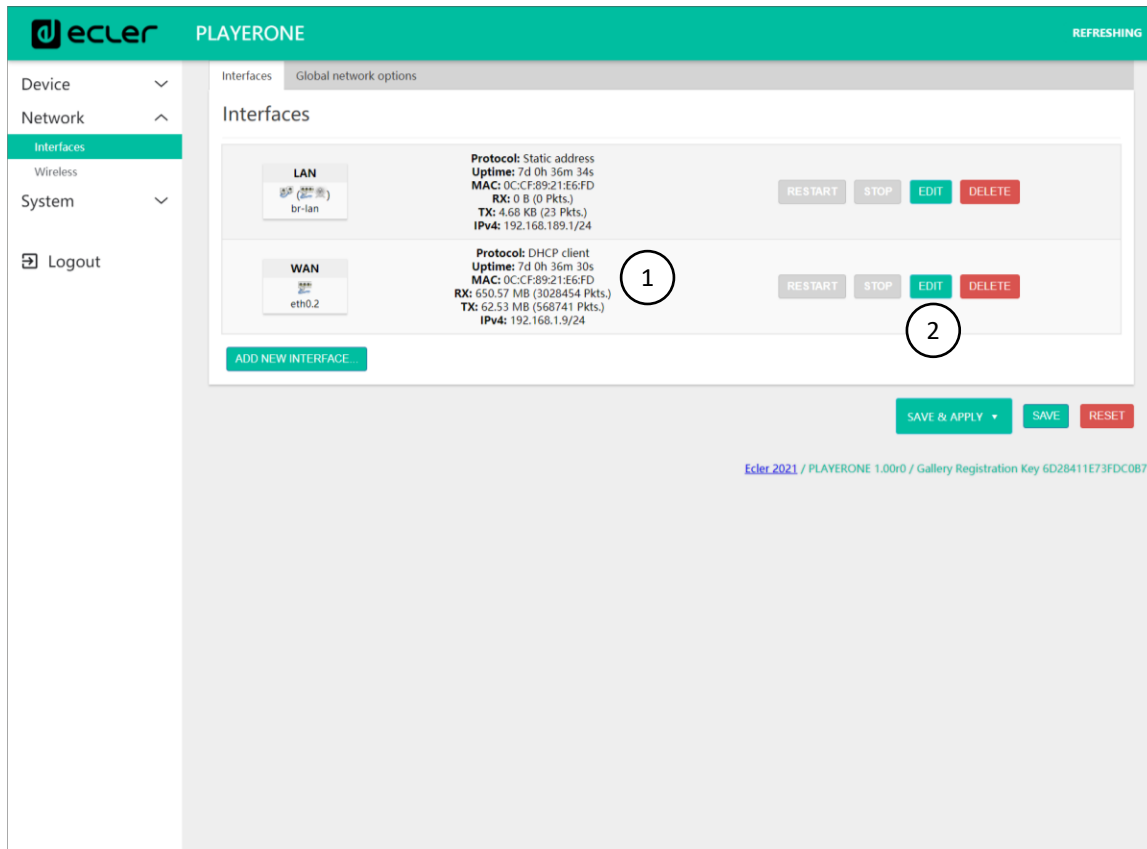 ecler
PLAYERONE
REFRESHING
Device
Network
Interfaces
Wireless
System
Logout
Interfaces
Global network options
Interfaces
LAN
br-lan
Protocol: Static address
Uptime: 7d 0h 36m 34s
MAC: 0C:CF:89:21:E6:FD
RX: 0 B (0 Pkts.)
TX: 4.68 KB (23 Pkts.)
IPv4: 192.168.189.1/24
RESTART
STOP
EDIT
DELETE
WAN
eth0.2
Protocol: DHCP client
Uptime: 7d 0h 36m 30s
MAC: 0C:CF:89:21:E6:FD
RX: 650.57 MB (3028454 Pkts.)
TX: 62.53 MB (568741 Pkts.)
IPv4: 192.168.1.9/24
1
RESTART
STOP
EDIT
DELETE
2
ADD NEW INTERFACE...
SAVE & APPLY
SAVE
RESET
Ecler 2021 / PLAYERONE 1.00r0 / Gallery Registration Key 6D28411E73FDC0B7